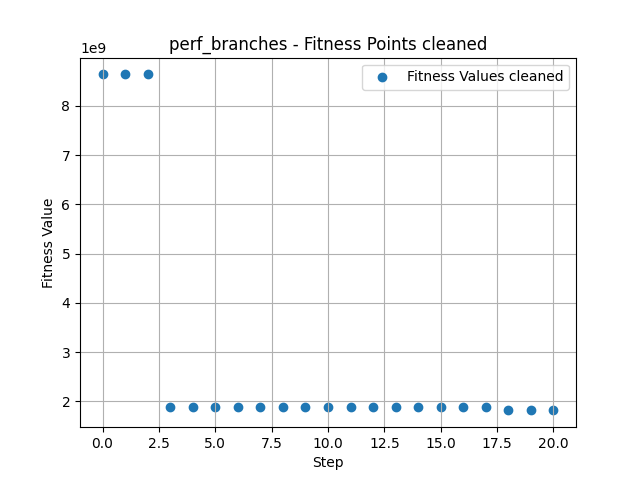 perf_branches - Fitness Points cleaned
1e9
Fitness Values cleaned
8
7
6
5
4
3
2
Fitness Value
0.0 2.5 5.0 7.5 10.0 12.5 15.0 17.5 20.0
Step